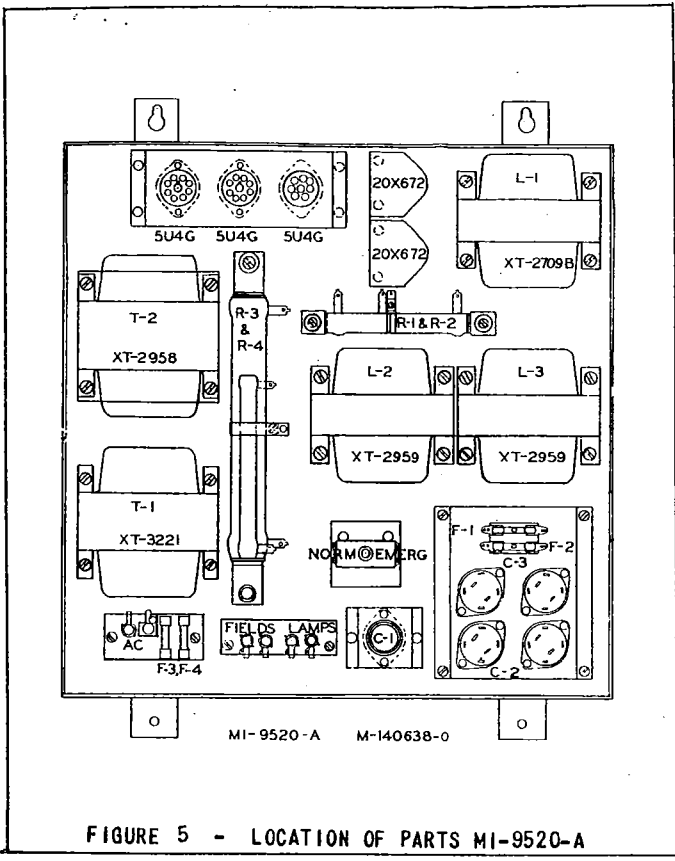 5U4G 5U4G 5U4G
20X672
20X672
L-1
XT-2709B
T-2
XT-2958
R-3
&
R-4
R-1&R-2
L-2
XT-2959
L-3
XT-2959
T-1
XT-3221
NORM EMERG
F-1
F-2
C-3
C-2
AC
F-3,F-4
FIELDS LAMPS
C-1
MI-9520-A M-140638-0
FIGURE 5 - LOCATION OF PARTS MI-9520-A